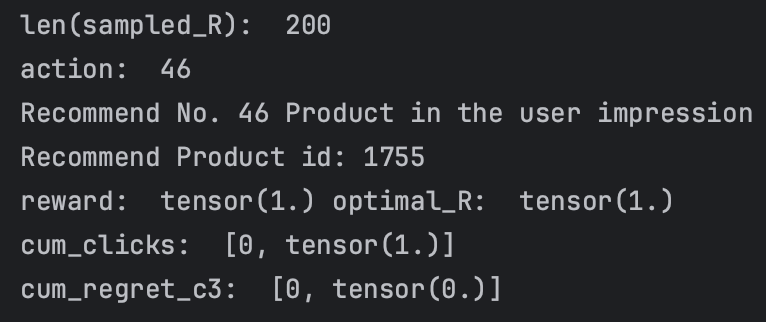 len(sampled_R):  200
action:  46
Recommend No. 46 Product in the user impression
Recommend Product id: 1755
reward:  tensor(1.) optimal_R:  tensor(1.)
cum_clicks:  [0, tensor(1.)]
cum_regret_c3:  [0, tensor(0.)]